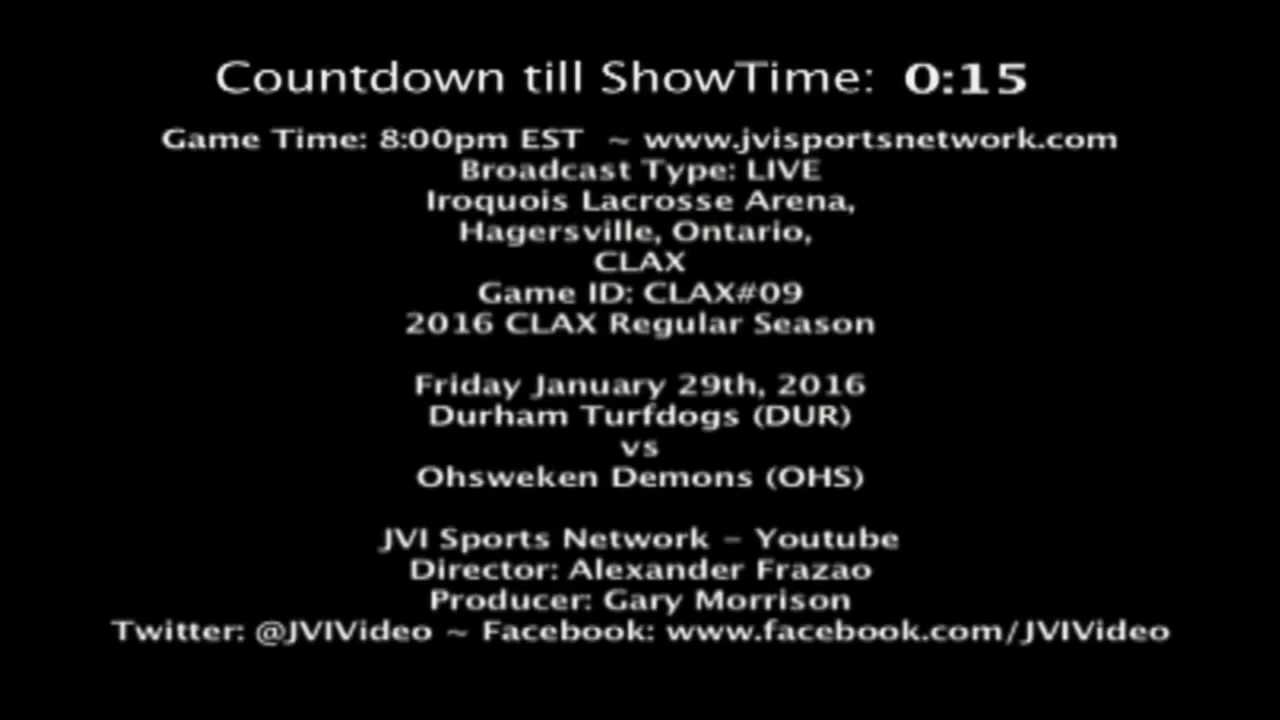 Countdown till ShowTime: 0:15
Game Time: 8:00pm EST ~ www.jvisportsnetwork.com
Broadcast Type: LIVE
Iroquois Lacrosse Arena,
Hagersville, Ontario,
CLAX
Game ID: CLAX#09
2016 CLAX Regular Season
Friday January 29th, 2016
Durham Turfdogs (DUR)
vs
Ohsweken Demons (OHS)
JVI Sports Network - Youtube
Director: Alexander Frazao
Producer: Gary Morrison
Twitter: @JVIVideo ~ Facebook: www.facebook.com/JVIVideo